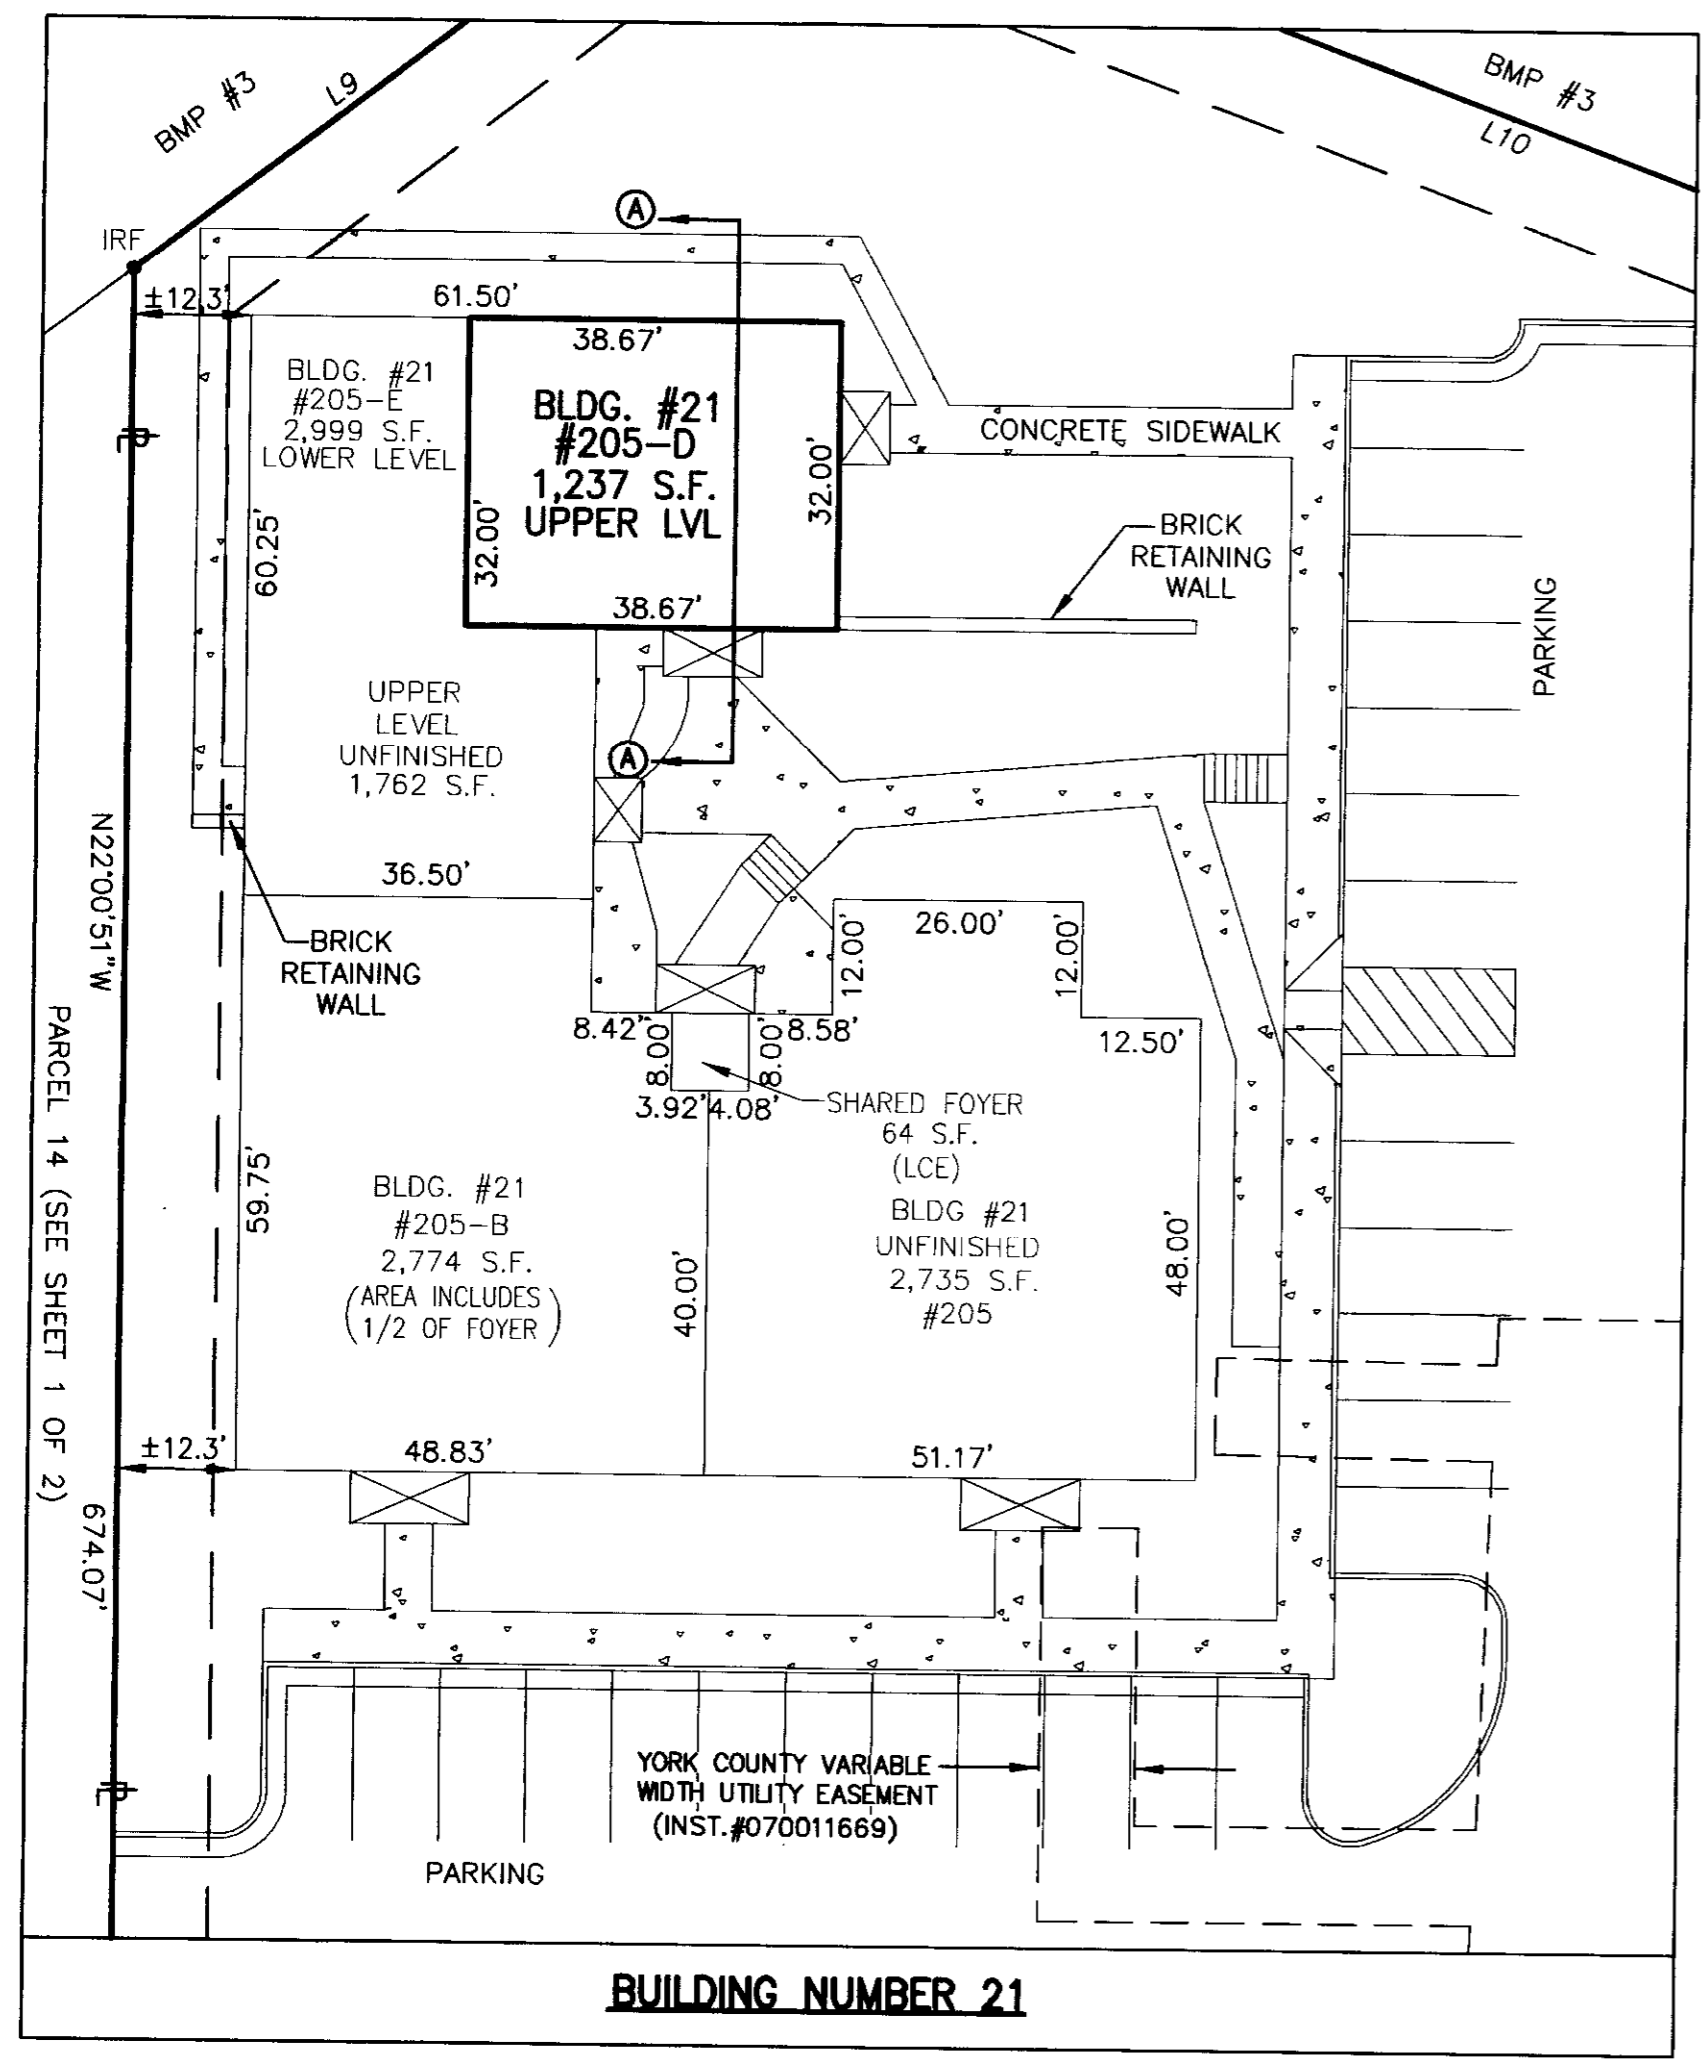 BMP #3
L9
BMP #3
L10
IRF
A
±12.3'
61.50'
38.67'
BLDG. #21
#205-E
2,999 S.F.
LOWER LEVEL
BLDG. #21
#205-D
1,237 S.F.
UPPER LVL
CONCRETE SIDEWALK
32.00'
32.00'
60.25'
38.67'
BRICK
RETAINING
WALL
PARKING
PL
UPPER
LEVEL
UNFINISHED
1,762 S.F.
A
N22°00'51"W
36.50'
BRICK
RETAINING
WALL
26.00'
12.00'
12.00'
8.42'
8.00'
8.00'
8.58'
12.50'
3.92'
4.08'
SHARED FOYER
64 S.F.
(LCE)
PARCEL 14 (SEE SHEET 1 OF 2)
59.75'
BLDG. #21
#205-B
2,774 S.F.
(AREA INCLUDES
1/2 OF FOYER)
40.00'
BLDG #21
UNFINISHED
2,735 S.F.
#205
48.00'
±12.3'
48.83'
51.17'
674.07'
PL
YORK COUNTY VARIABLE
WIDTH UTILITY EASEMENT
(INST.#070011669)
PARKING
BUILDING NUMBER 21